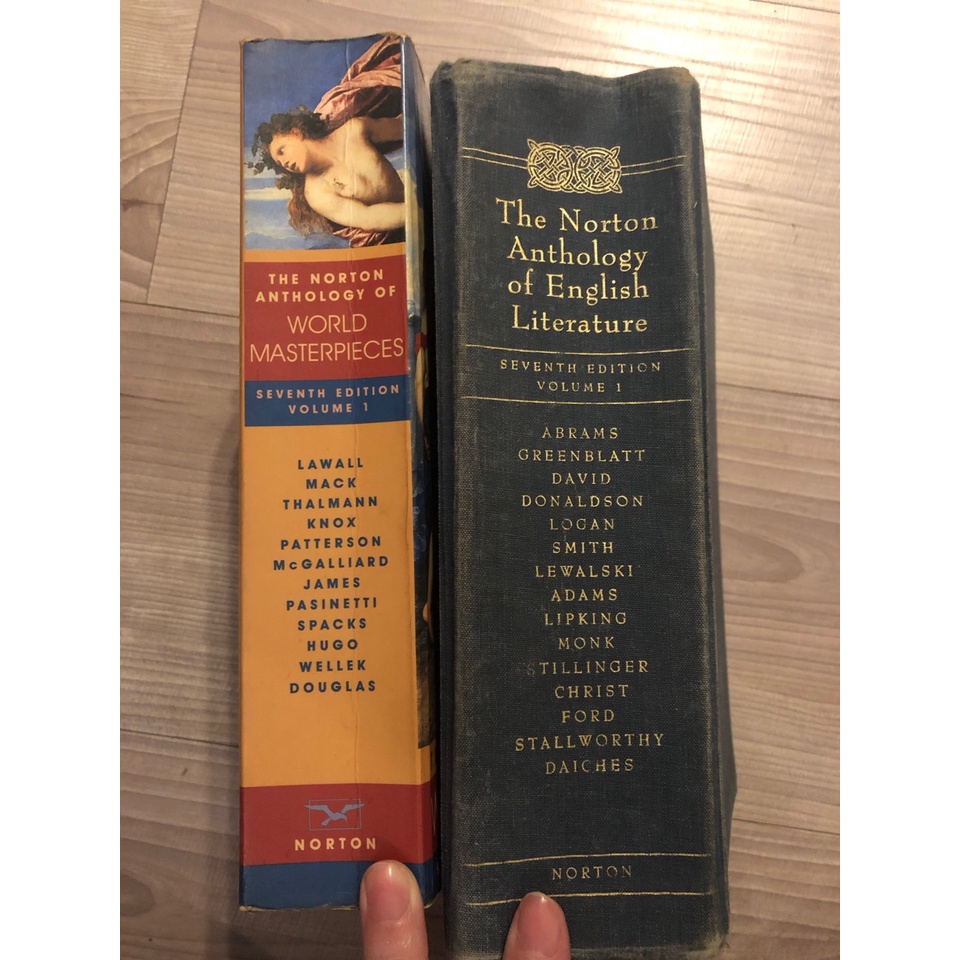 THE NORTON
ANTHOLOGY OF
WORLD
MASTERPIECES
SEVENTH EDITION
VOLUME 1
LAWALL
MACK
THALMANN
KNOX
PATTERSON
McGALLIARD
JAMES
PASINETTI
SPACKS
HUGO
WELLEK
DOUGLAS
NORTON
The Norton
Anthology
of English
Literature
SEVENTH EDITION
VOLUME 1
ABRAMS
GREENBLATT
DAVID
DONALDSON
LOGAN
SMITH
LEWALSKI
ADAMS
LIPKING
MONK
STILLINGER
CHRIST
FORD
STALLWORTHY
DAICHES
NORTON